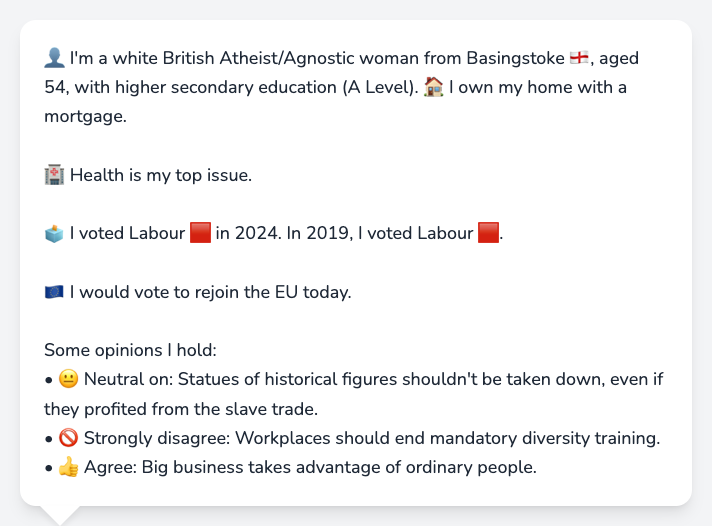 👤 I'm a white British Atheist/Agnostic woman from Basingstoke 🏴󠁧󠁢󠁥󠁮󠁧󠁿, aged
54, with higher secondary education (A Level). 🏠 I own my home with a
mortgage.
🏥 Health is my top issue.
🗳️ I voted Labour 🟥 in 2024. In 2019, I voted Labour 🟥.
🇪🇺 I would vote to rejoin the EU today.
Some opinions I hold:
• 😐 Neutral on: Statues of historical figures shouldn't be taken down, even if
they profited from the slave trade.
• 🚫 Strongly disagree: Workplaces should end mandatory diversity training.
• 👍 Agree: Big business takes advantage of ordinary people.